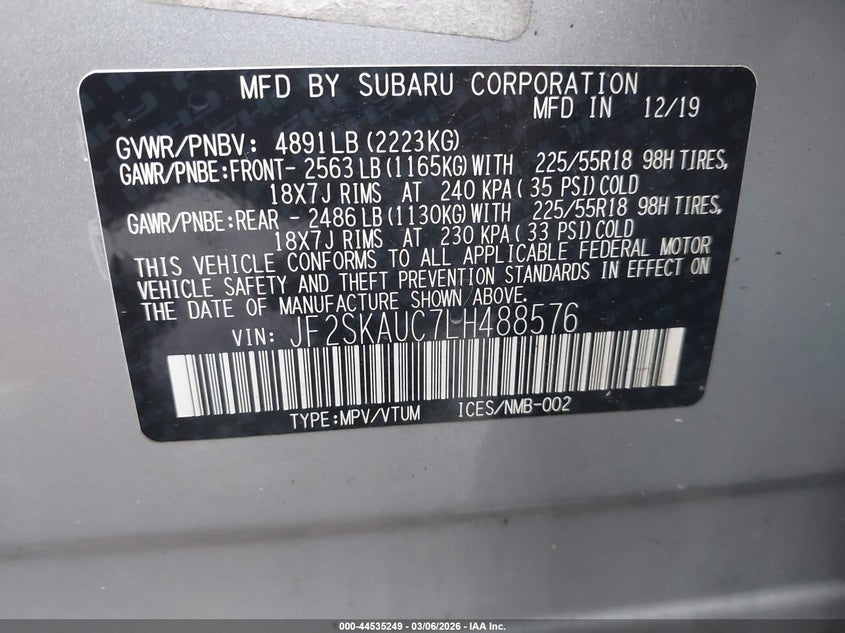 MFD BY SUBARU CORPORATION
MFD IN 12/19
GVWR/PNBV: 4891LB(2223KG)
GAWR/PNBE:FRONT- 2563LB(1165KG)WITH 225/55R18 98H TIRES,
18X7J RIMS AT 240 KPA( 35 PSI)COLD
GAWR/PNBE:REAR - 2486LB(1130KG)WITH 225/55R18 98H TIRES,
18X7J RIMS AT 230 KPA( 33 PSI)COLD
THIS VEHICLE CONFORMS TO ALL APPLICABLE FEDERAL MOTOR
VEHICLE SAFETY AND THEFT PREVENTION STANDARDS IN EFFECT ON
THE DATE OF MANUFACTURE SHOWN ABOVE.
VIN: JF2SKAUC7LH488576
TYPE:MPV/VTUM ICES/NMB-002
000-44535249 - 03/06/2026 - IAA Inc.